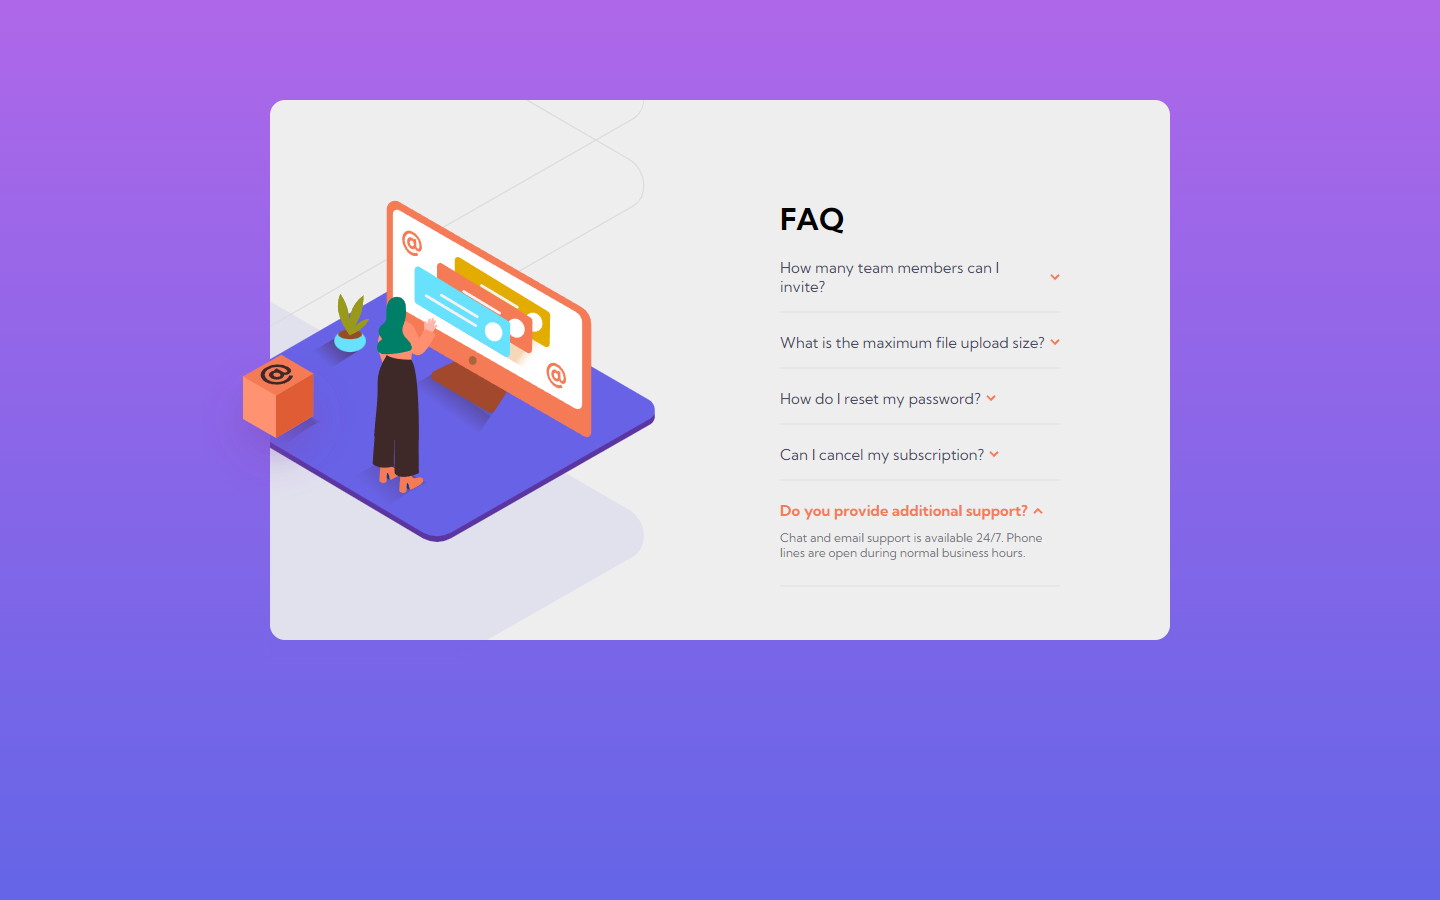 FAQ
How many team members can I
invite?
What is the maximum file upload size?
How do I reset my password?
Can I cancel my subscription?
Do you provide additional support?
Chat and email support is available 24/7. Phone
lines are open during normal business hours.
@
@
@